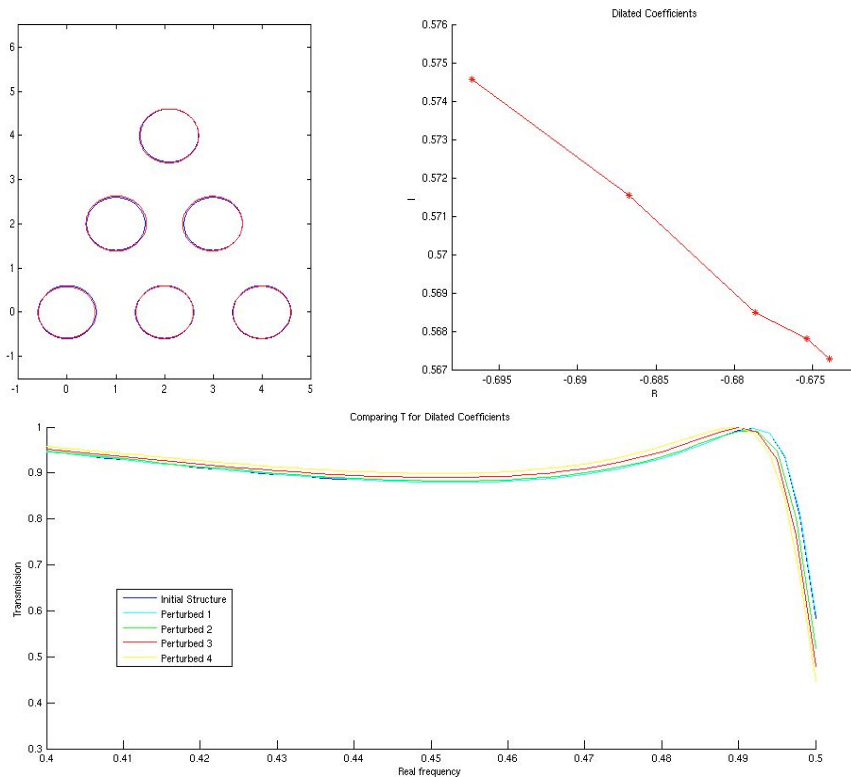 6
5
4
3
2
1
0
-1
-1 0 1 2 3 4 5
Dilated Coefficients
0.576
0.575
0.574
0.573
0.572
0.571
0.57
0.569
0.568
0.567
I
-0.695 -0.69 -0.685 -0.68 -0.675
R
Comparing T for Dilated Coefficients
1
0.9
0.8
0.7
0.6
0.5
0.4
0.3
Transmission
Initial Structure
Perturbed 1
Perturbed 2
Perturbed 3
Perturbed 4
0.4 0.41 0.42 0.43 0.44 0.45 0.46 0.47 0.48 0.49 0.5
Real frequency